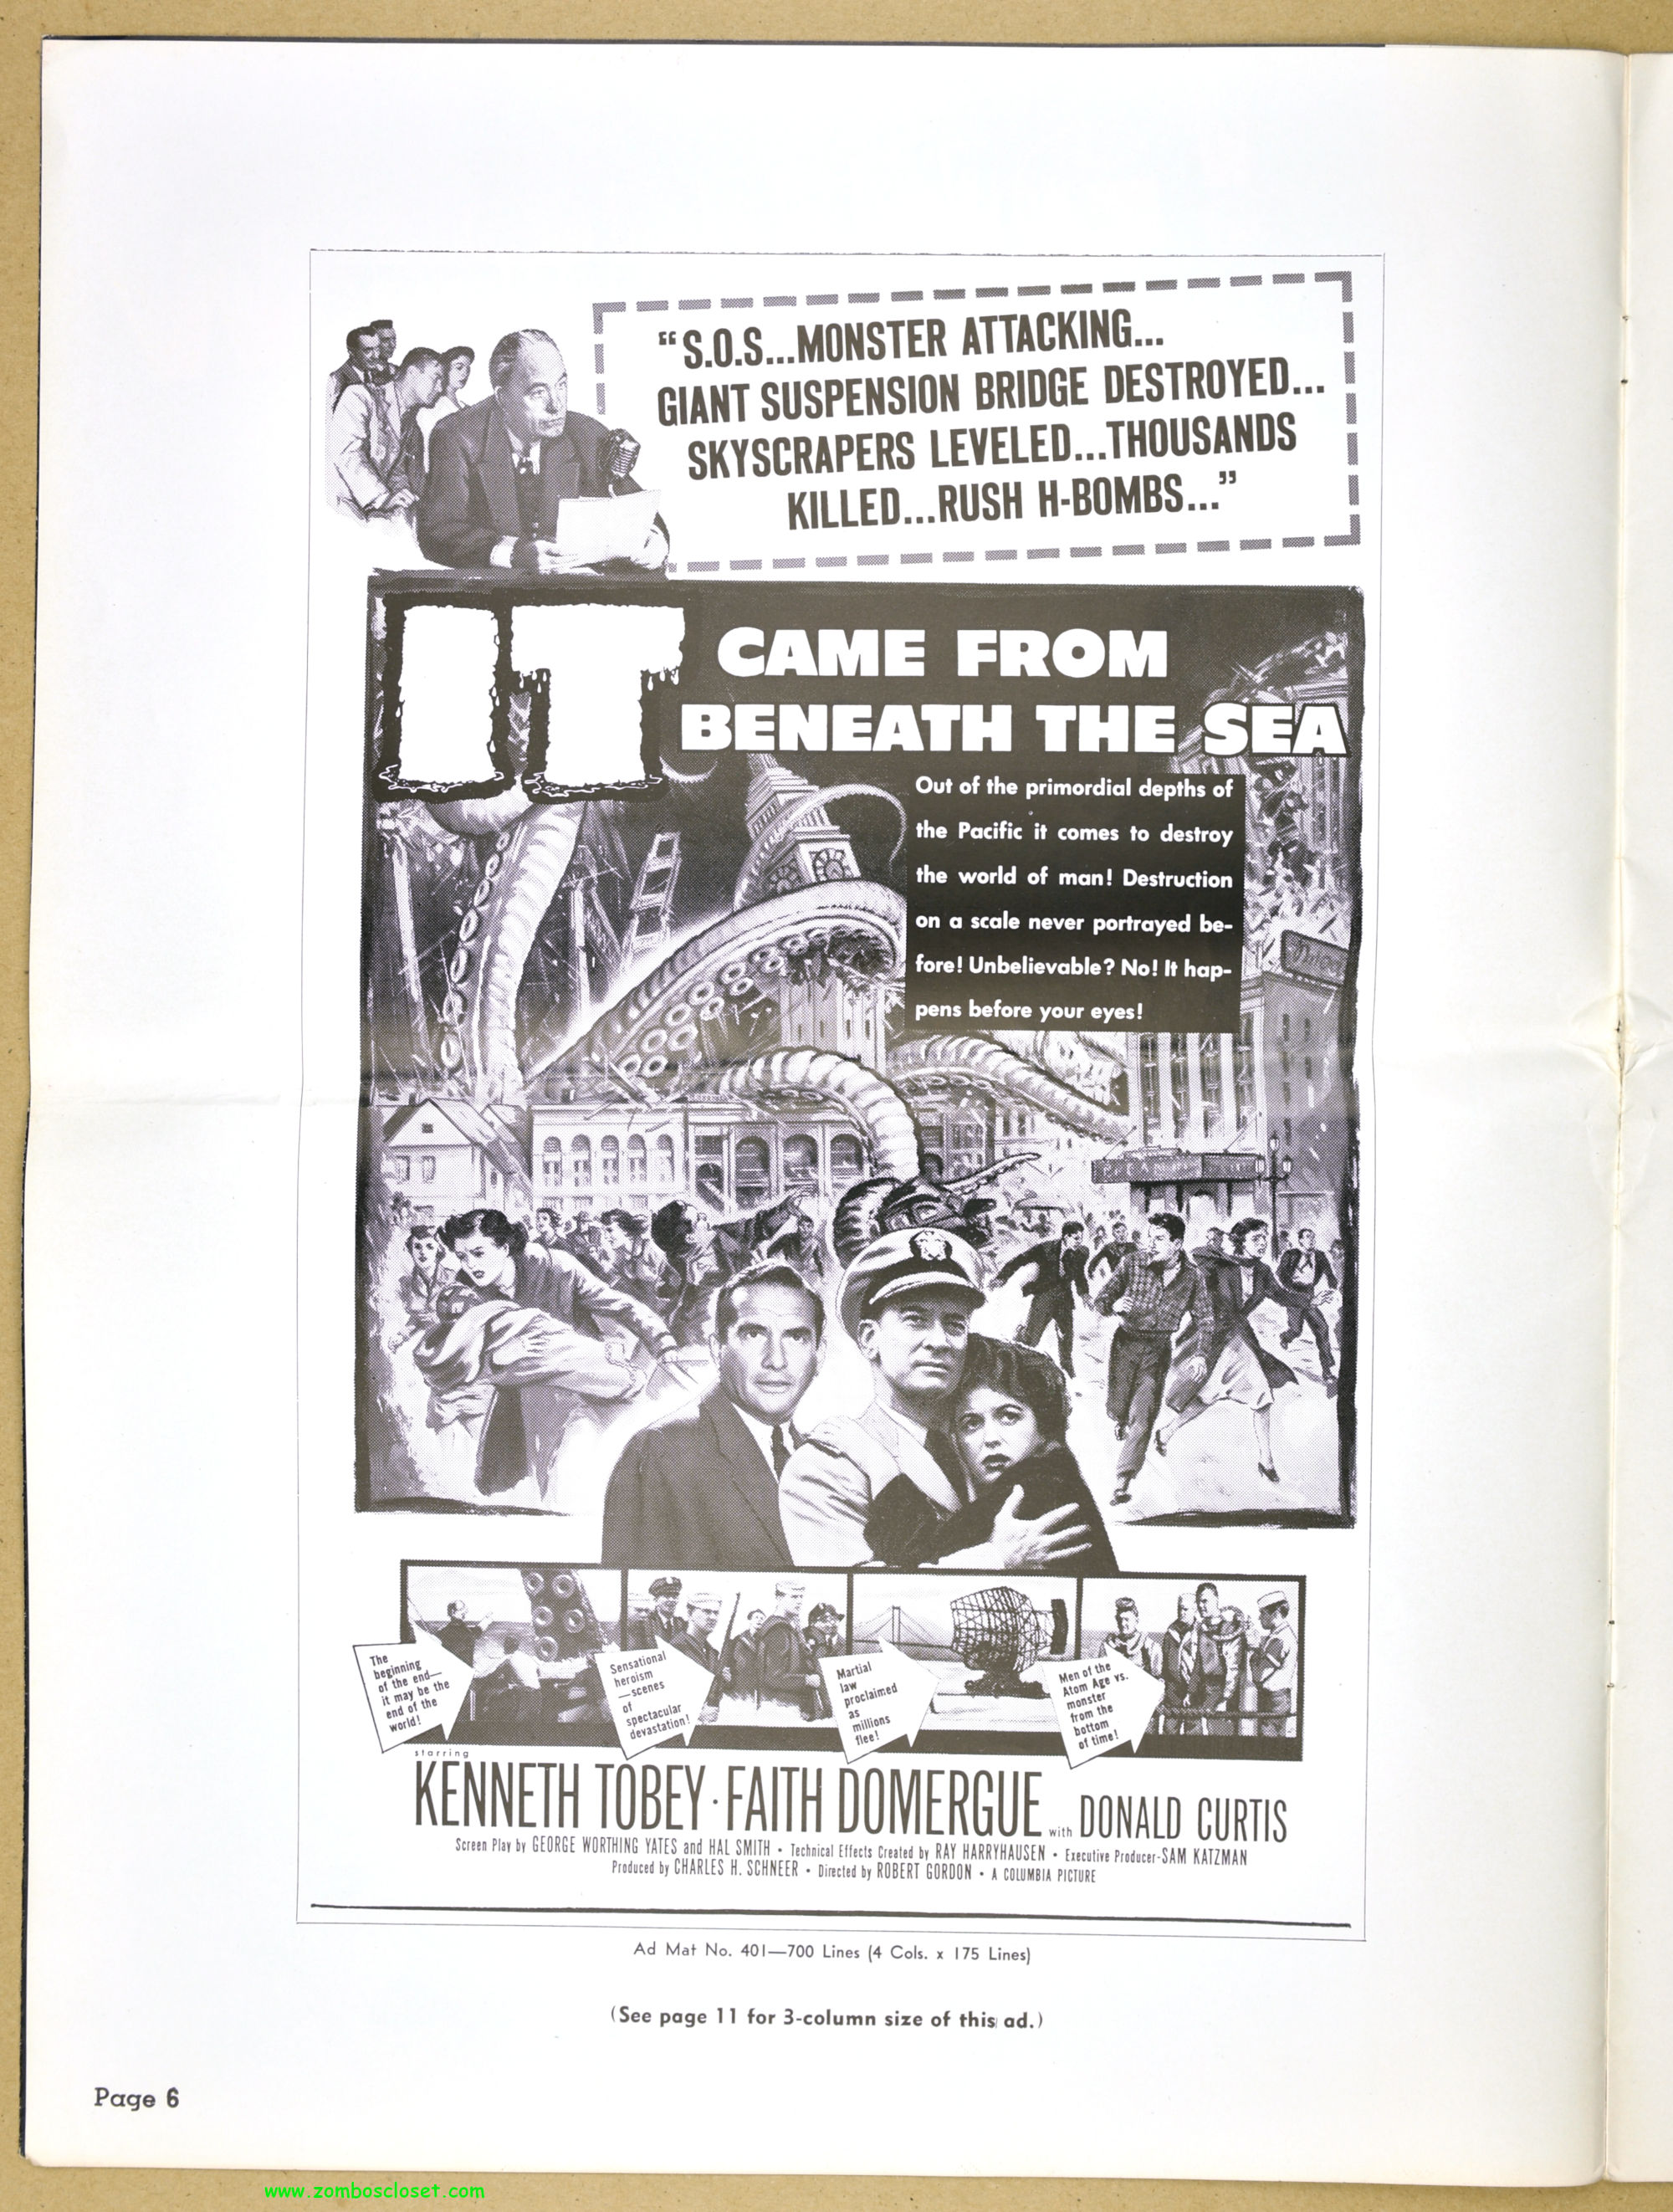 “S.O.S...MONSTER ATTACKING...
GIANT SUSPENSION BRIDGE DESTROYED...
SKYSCRAPERS LEVELED...THOUSANDS
KILLED...RUSH H-BOMBS...”
IT CAME FROM
BENEATH THE SEA
Out of the primordial depths of
the Pacific it comes to destroy
the world of man! Destruction
on a scale never portrayed be-
fore! Unbelievable? No! It hap-
pens before your eyes!
The
beginning
of the end—
it may be the
end of the
world!
Sensational
heroism
—scenes
of
spectacular
devastation!
Martial
law
proclaimed
as
millions
flee!
Men of the
Atom Age vs.
monster
from the
bottom
of time!
starring
KENNETH TOBEY · FAITH DOMERGUE with DONALD CURTIS
Screen Play by GEORGE WORTHING YATES and HAL SMITH • Technical Effects Created by RAY HARRYHAUSEN • Executive Producer-SAM KATZMAN
Produced by CHARLES H. SCHNEER • Directed by ROBERT GORDON • A COLUMBIA PICTURE
Ad Mat No. 401—700 Lines (4 Cols. x 175 Lines)
(See page 11 for 3-column size of this ad.)
Page 6
www.zomboscloset.com